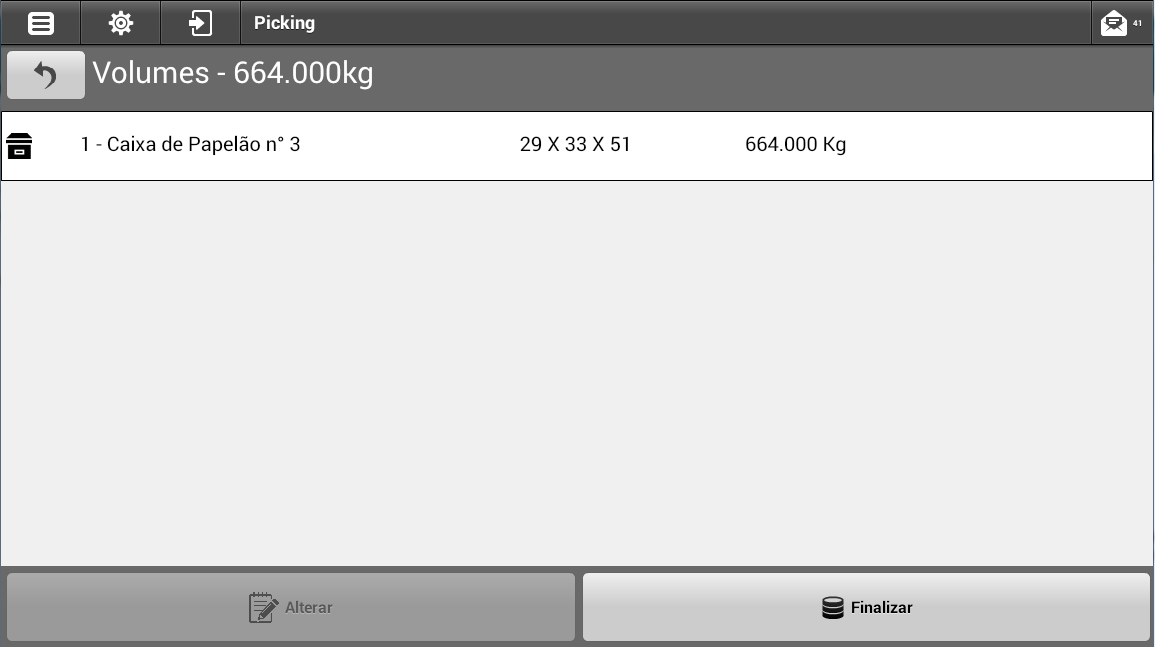 Picking
41
Volumes - 664.000kg
1 - Caixa de Papelão n° 3 29 X 33 X 51 664.000 Kg
Alterar Finalizar